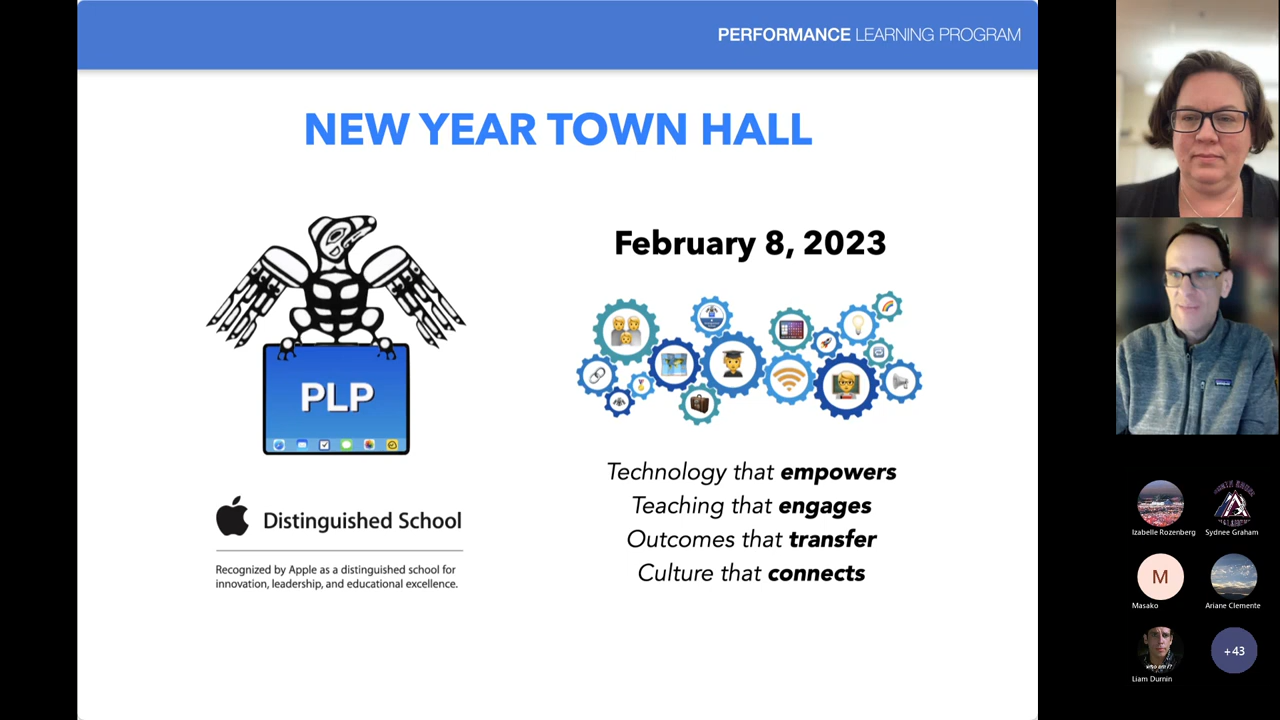 PERFORMANCE LEARNING PROGRAM
NEW YEAR TOWN HALL
PLP
Distinguished School
Recognized by Apple as a distinguished school for
innovation, leadership, and educational excellence.
February 8, 2023
Technology that empowers
Teaching that engages
Outcomes that transfer
Culture that connects
Izabelle Rozenberg
Sydnee Graham
M
Masako
Ariane Clemente
Liam Durnin
+43